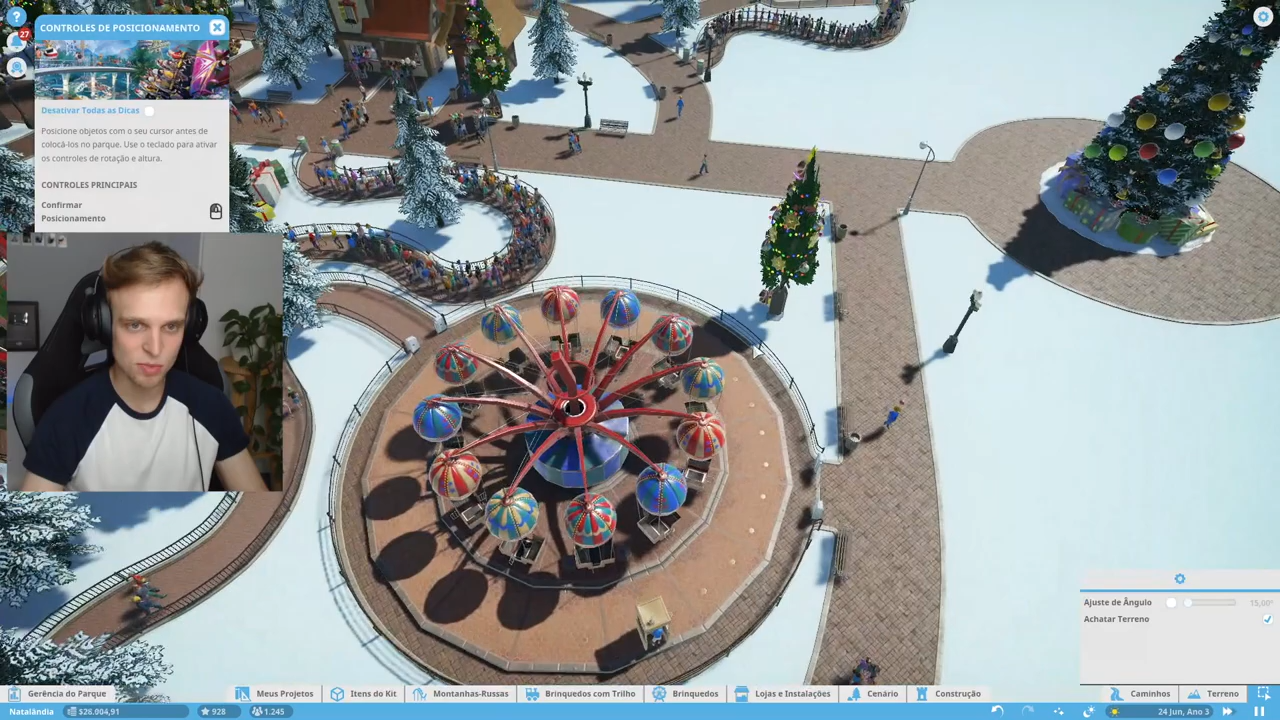 CONTROLES DE POSICIONAMENTO
27
Desativar Todas as Dicas
Posicione objetos com o seu cursor antes de
colocá-los no parque. Use o teclado para ativar
os controles de rotação e altura.
CONTROLES PRINCIPAIS
Confirmar
Posicionamento
Ajuste de Ângulo 15,00°
Achatar Terreno
Gerência do Parque Meus Projetos Itens do Kit Montanhas-Russas Brinquedos com Trilho Brinquedos Lojas e Instalações Cenário Construção Caminhos Terreno
Natalândia $28.004,91 928 1.245 24 Jun, Ano 3